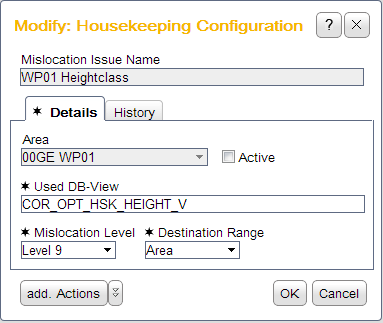 Modify: Housekeeping Configuration
?
Mislocation Issue Name
WP01 Heightclass
✶ Details
History
Area
00GE WP01
Active
✶ Used DB-View
COR_OPT_HSK_HEIGHT_V
✶ Mislocation Level ✶ Destination Range
Level 9 Area
add. Actions OK Cancel